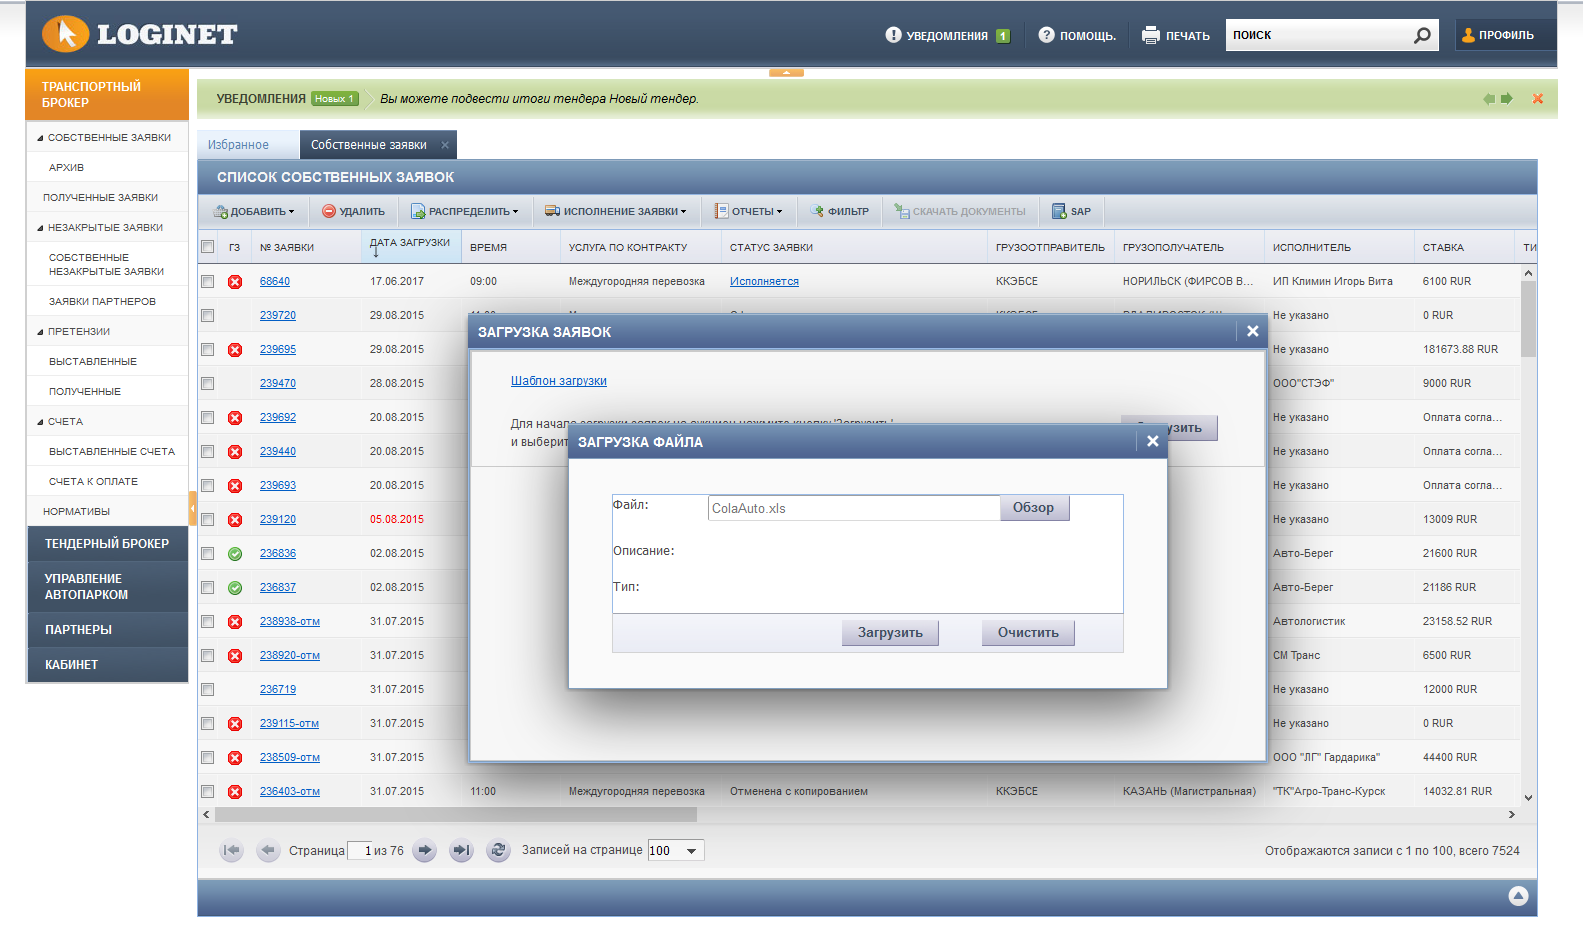 LOGINET
УВЕДОМЛЕНИЯ 1
ПОМОЩЬ.
ПЕЧАТЬ
ПОИСК
ПРОФИЛЬ
ТРАНСПОРТНЫЙ
БРОКЕР
СОБСТВЕННЫЕ ЗАЯВКИ
АРХИВ
ПОЛУЧЕННЫЕ ЗАЯВКИ
НЕЗАКРЫТЫЕ ЗАЯВКИ
СОБСТВЕННЫЕ
НЕЗАКРЫТЫЕ ЗАЯВКИ
ЗАЯВКИ ПАРТНЕРОВ
ПРЕТЕНЗИИ
ВЫСТАВЛЕННЫЕ
ПОЛУЧЕННЫЕ
СЧЕТА
ВЫСТАВЛЕННЫЕ СЧЕТА
СЧЕТА К ОПЛАТЕ
НОРМАТИВЫ
ТЕНДЕРНЫЙ БРОКЕР
УПРАВЛЕНИЕ
АВТОПАРКОМ
ПАРТНЕРЫ
КАБИНЕТ
УВЕДОМЛЕНИЯ Новых 1 Вы можете подвести итоги тендера Новый тендер.
Избранное Собственные заявки
СПИСОК СОБСТВЕННЫХ ЗАЯВОК
ДОБАВИТЬ УДАЛИТЬ РАСПРЕДЕЛИТЬ ИСПОЛНЕНИЕ ЗАЯВКИ ОТЧЕТЫ ФИЛЬТР СКАЧАТЬ ДОКУМЕНТЫ SAP
ГЗ № ЗАЯВКИ ДАТА ЗАГРУЗКИ ВРЕМЯ УСЛУГА ПО КОНТРАКТУ СТАТУС ЗАЯВКИ ГРУЗООТПРАВИТЕЛЬ ГРУЗОПОЛУЧАТЕЛЬ ИСПОЛНИТЕЛЬ СТАВКА ТИ
68640 17.06.2017 09:00 Междугородняя перевозка Исполняется ККЭБСЕ НОРИЛЬСК (ФИРСОВ В... ИП Климин Игорь Вита 6100 RUR
239720 29.08.2015 Не указано 0 RUR
239695 29.08.2015 Не указано 181673.88 RUR
239470 28.08.2015 ООО"СТЭФ" 9000 RUR
239692 20.08.2015 Не указано Оплата согла...
239440 20.08.2015 Не указано Оплата согла...
239693 20.08.2015 Не указано Оплата согла...
239120 05.08.2015 Не указано 13009 RUR
236836 02.08.2015 Авто-Берег 21600 RUR
236837 02.08.2015 Авто-Берег 21186 RUR
238938-отм 31.07.2015 Автологистик 23158.52 RUR
238920-отм 31.07.2015 СМ Транс 6500 RUR
236719 31.07.2015 Не указано 12000 RUR
239115-отм 31.07.2015 Не указано 0 RUR
238509-отм 31.07.2015 ООО "ЛГ" Гардарика" 44400 RUR
236403-отм 31.07.2015 11:00 Междугородняя перевозка Отменена с копированием ККЭБСЕ КАЗАНЬ (Магистральная) "ТК"Агро-Транс-Курск 14032.81 RUR
ЗАГРУЗКА ЗАЯВОК
Шаблон загрузки
Для начала загрузки заявок на аукцион нажмите кнопку 'Загрузить'
и выберит
ЗАГРУЗКА ФАЙЛА
Файл: ColaAuto.xls Обзор
Описание:
Тип:
Загрузить Очистить
Страница 1 из 76 Записей на странице 100 Отображаются записи с 1 по 100, всего 7524